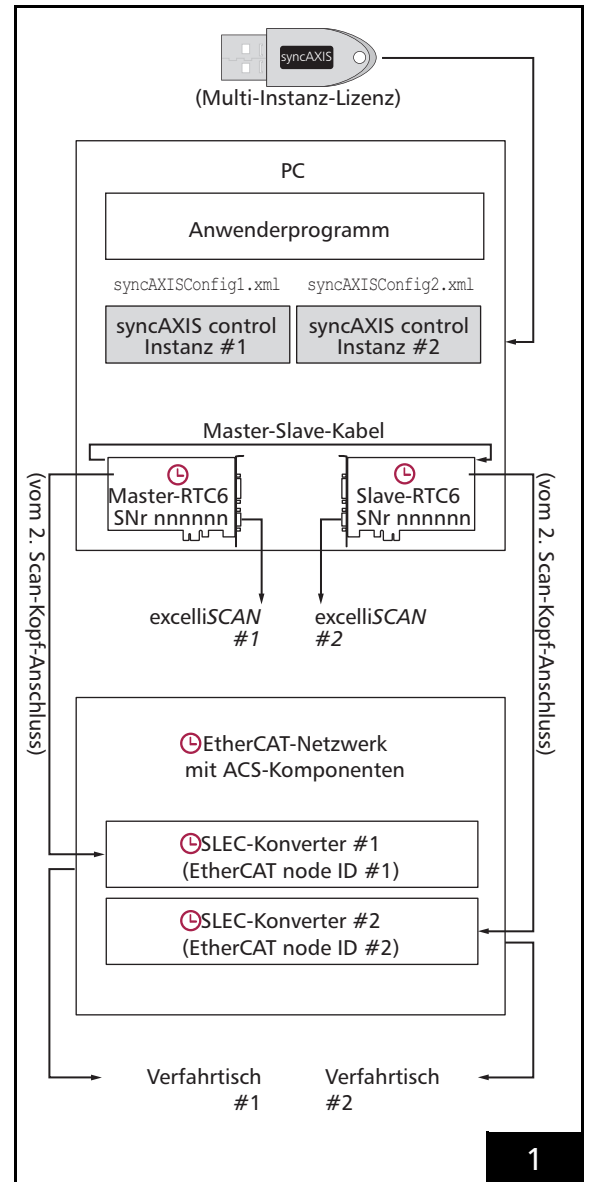 syncAXIS
(Multi-Instanz-Lizenz)
PC
Anwenderprogramm
syncAXISConfig1.xml
syncAXISConfig2.xml
syncAXIS control
Instanz #1
syncAXIS control
Instanz #2
Master-Slave-Kabel
Master-RTC6
SNr nnnnnn
Slave-RTC6
SNr nnnnnn
(vom 2. Scan-Kopf-Anschluss)
(vom 2. Scan-Kopf-Anschluss)
excelliSCAN
#1
excelliSCAN
#2
EtherCAT-Netzwerk
mit ACS-Komponenten
SLEC-Konverter #1
(EtherCAT node ID #1)
SLEC-Konverter #2
(EtherCAT node ID #2)
Verfahrtisch
#1
Verfahrtisch
#2
1